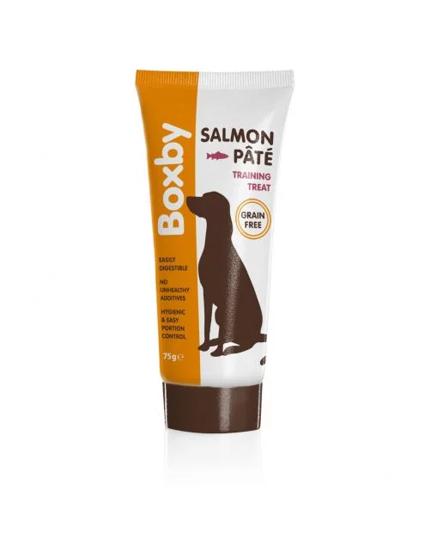 Boxby
SALMON
PÂTÉ
TRAINING
TREAT
GRAIN
FREE
EASILY
DIGESTIBLE
NO
UNHEALTHY
ADDITIVES
HYGIENIC
& EASY
PORTION
CONTROL
75g℮